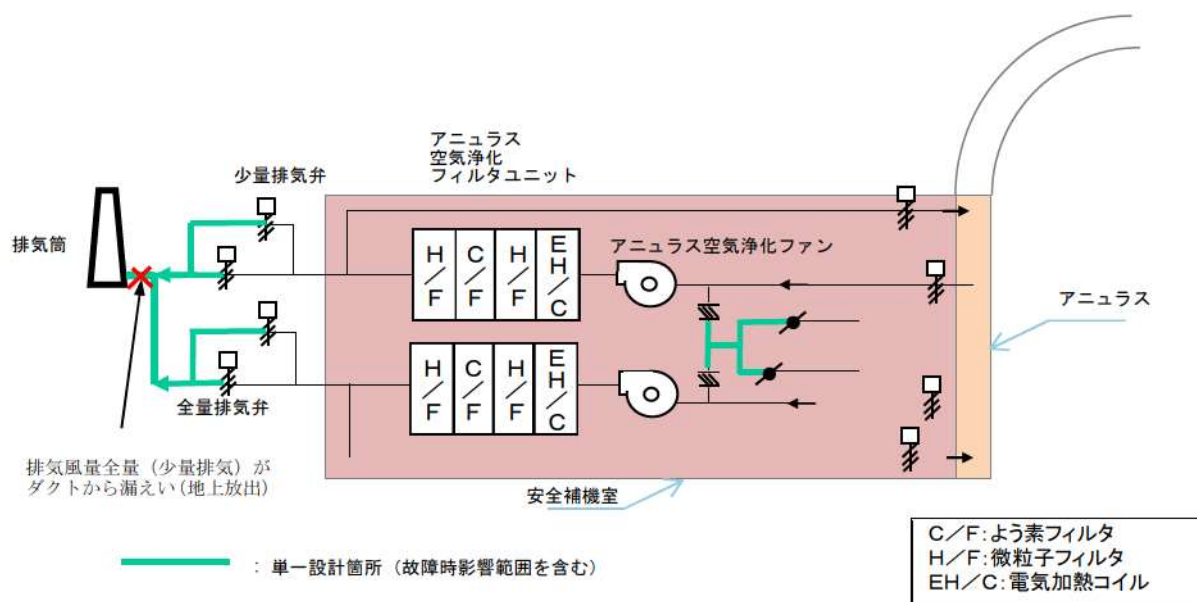 アニュラス
空気浄化
フィルタユニット
少量排気弁
排気筒
アニュラス空気浄化ファン
H/F
C/F
H/F
EH/C
アニュラス
H/F
C/F
H/F
EH/C
全量排気弁
排気風量全量（少量排気）が
ダクトから漏えい（地上放出）
安全補機室
：単一設計箇所（故障時影響範囲を含む）
C／F：よう素フィルタ
H／F：微粒子フィルタ
EH／C：電気加熱コイル